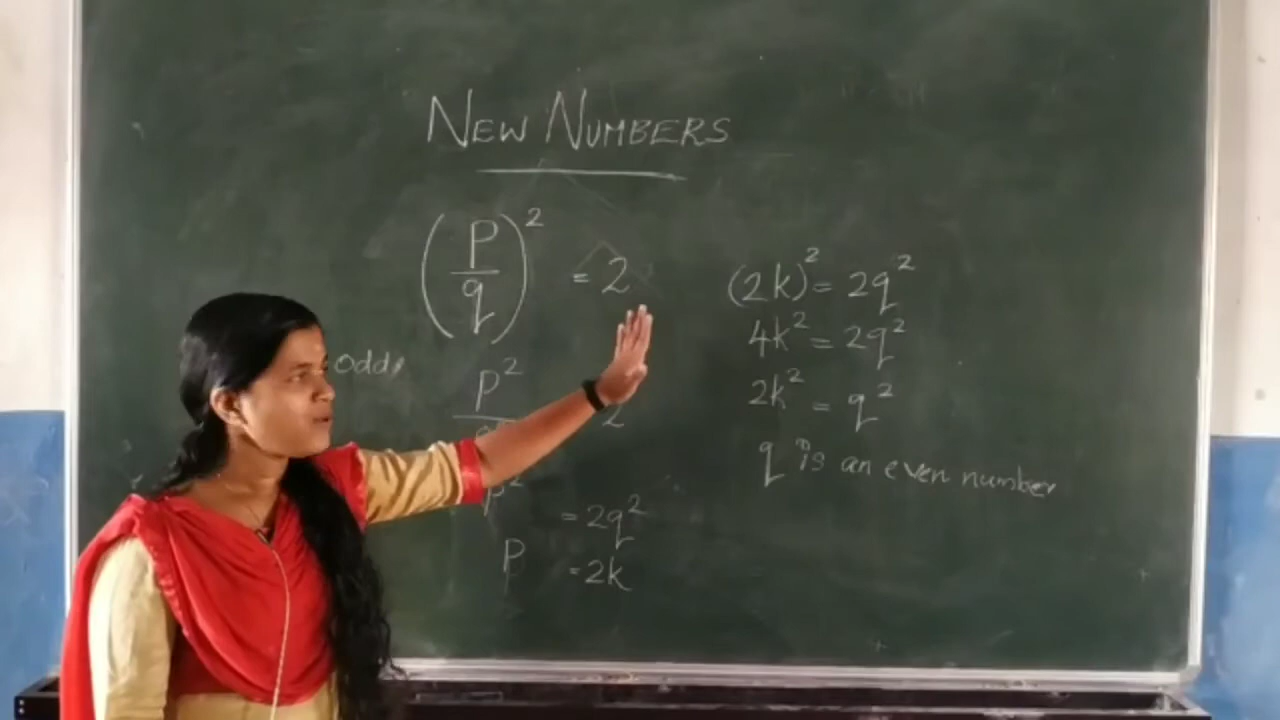 NEW NUMBERS
(p/q)² = 2
odd
p²
2
p² = 2q²
p = 2k
(2k)² = 2q²
4k² = 2q²
2k² = q²
q is an even number